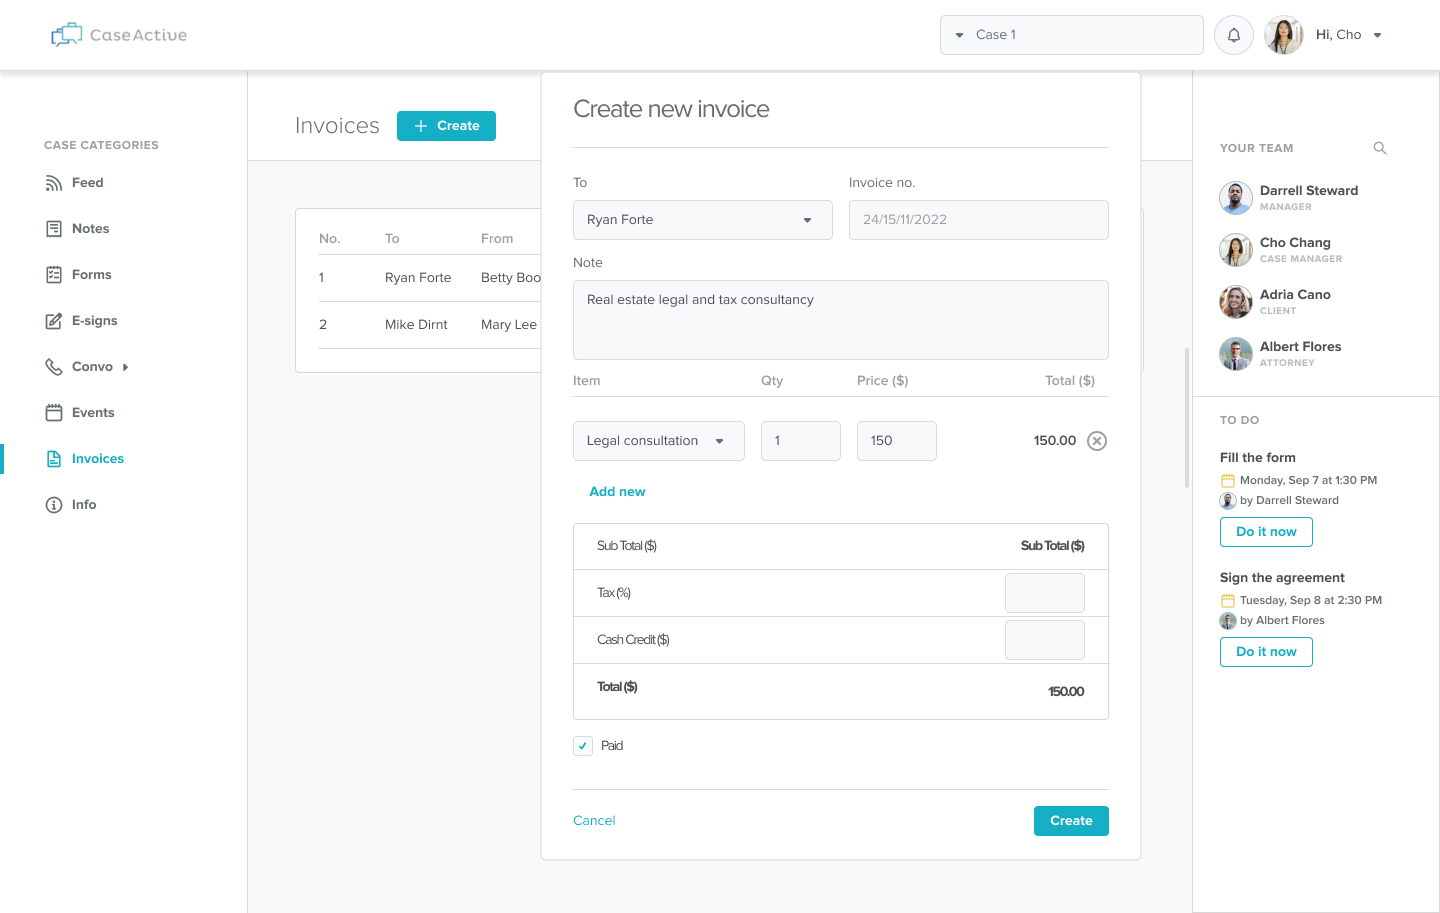 CaseActive
Case 1
Hi, Cho
CASE CATEGORIES
Feed
Notes
Forms
E-signs
Convo
Events
Invoices
Info
Invoices
Create
No. To From
1 Ryan Forte Betty Boo
2 Mike Dirnt Mary Lee
Create new invoice
To
Ryan Forte
Invoice no.
24/15/11/2022
Note
Real estate legal and tax consultancy
Item Qty Price ($) Total ($)
Legal consultation 1 150 150.00
Add new
Sub Total ($) Sub Total ($)
Tax (%)
Cash Credit ($)
Total ($) 150.00
Paid
Cancel
Create
YOUR TEAM
Darrell Steward
MANAGER
Cho Chang
CASE MANAGER
Adria Cano
CLIENT
Albert Flores
ATTORNEY
TO DO
Fill the form
Monday, Sep 7 at 1:30 PM
by Darrell Steward
Do it now
Sign the agreement
Tuesday, Sep 8 at 2:30 PM
by Albert Flores
Do it now